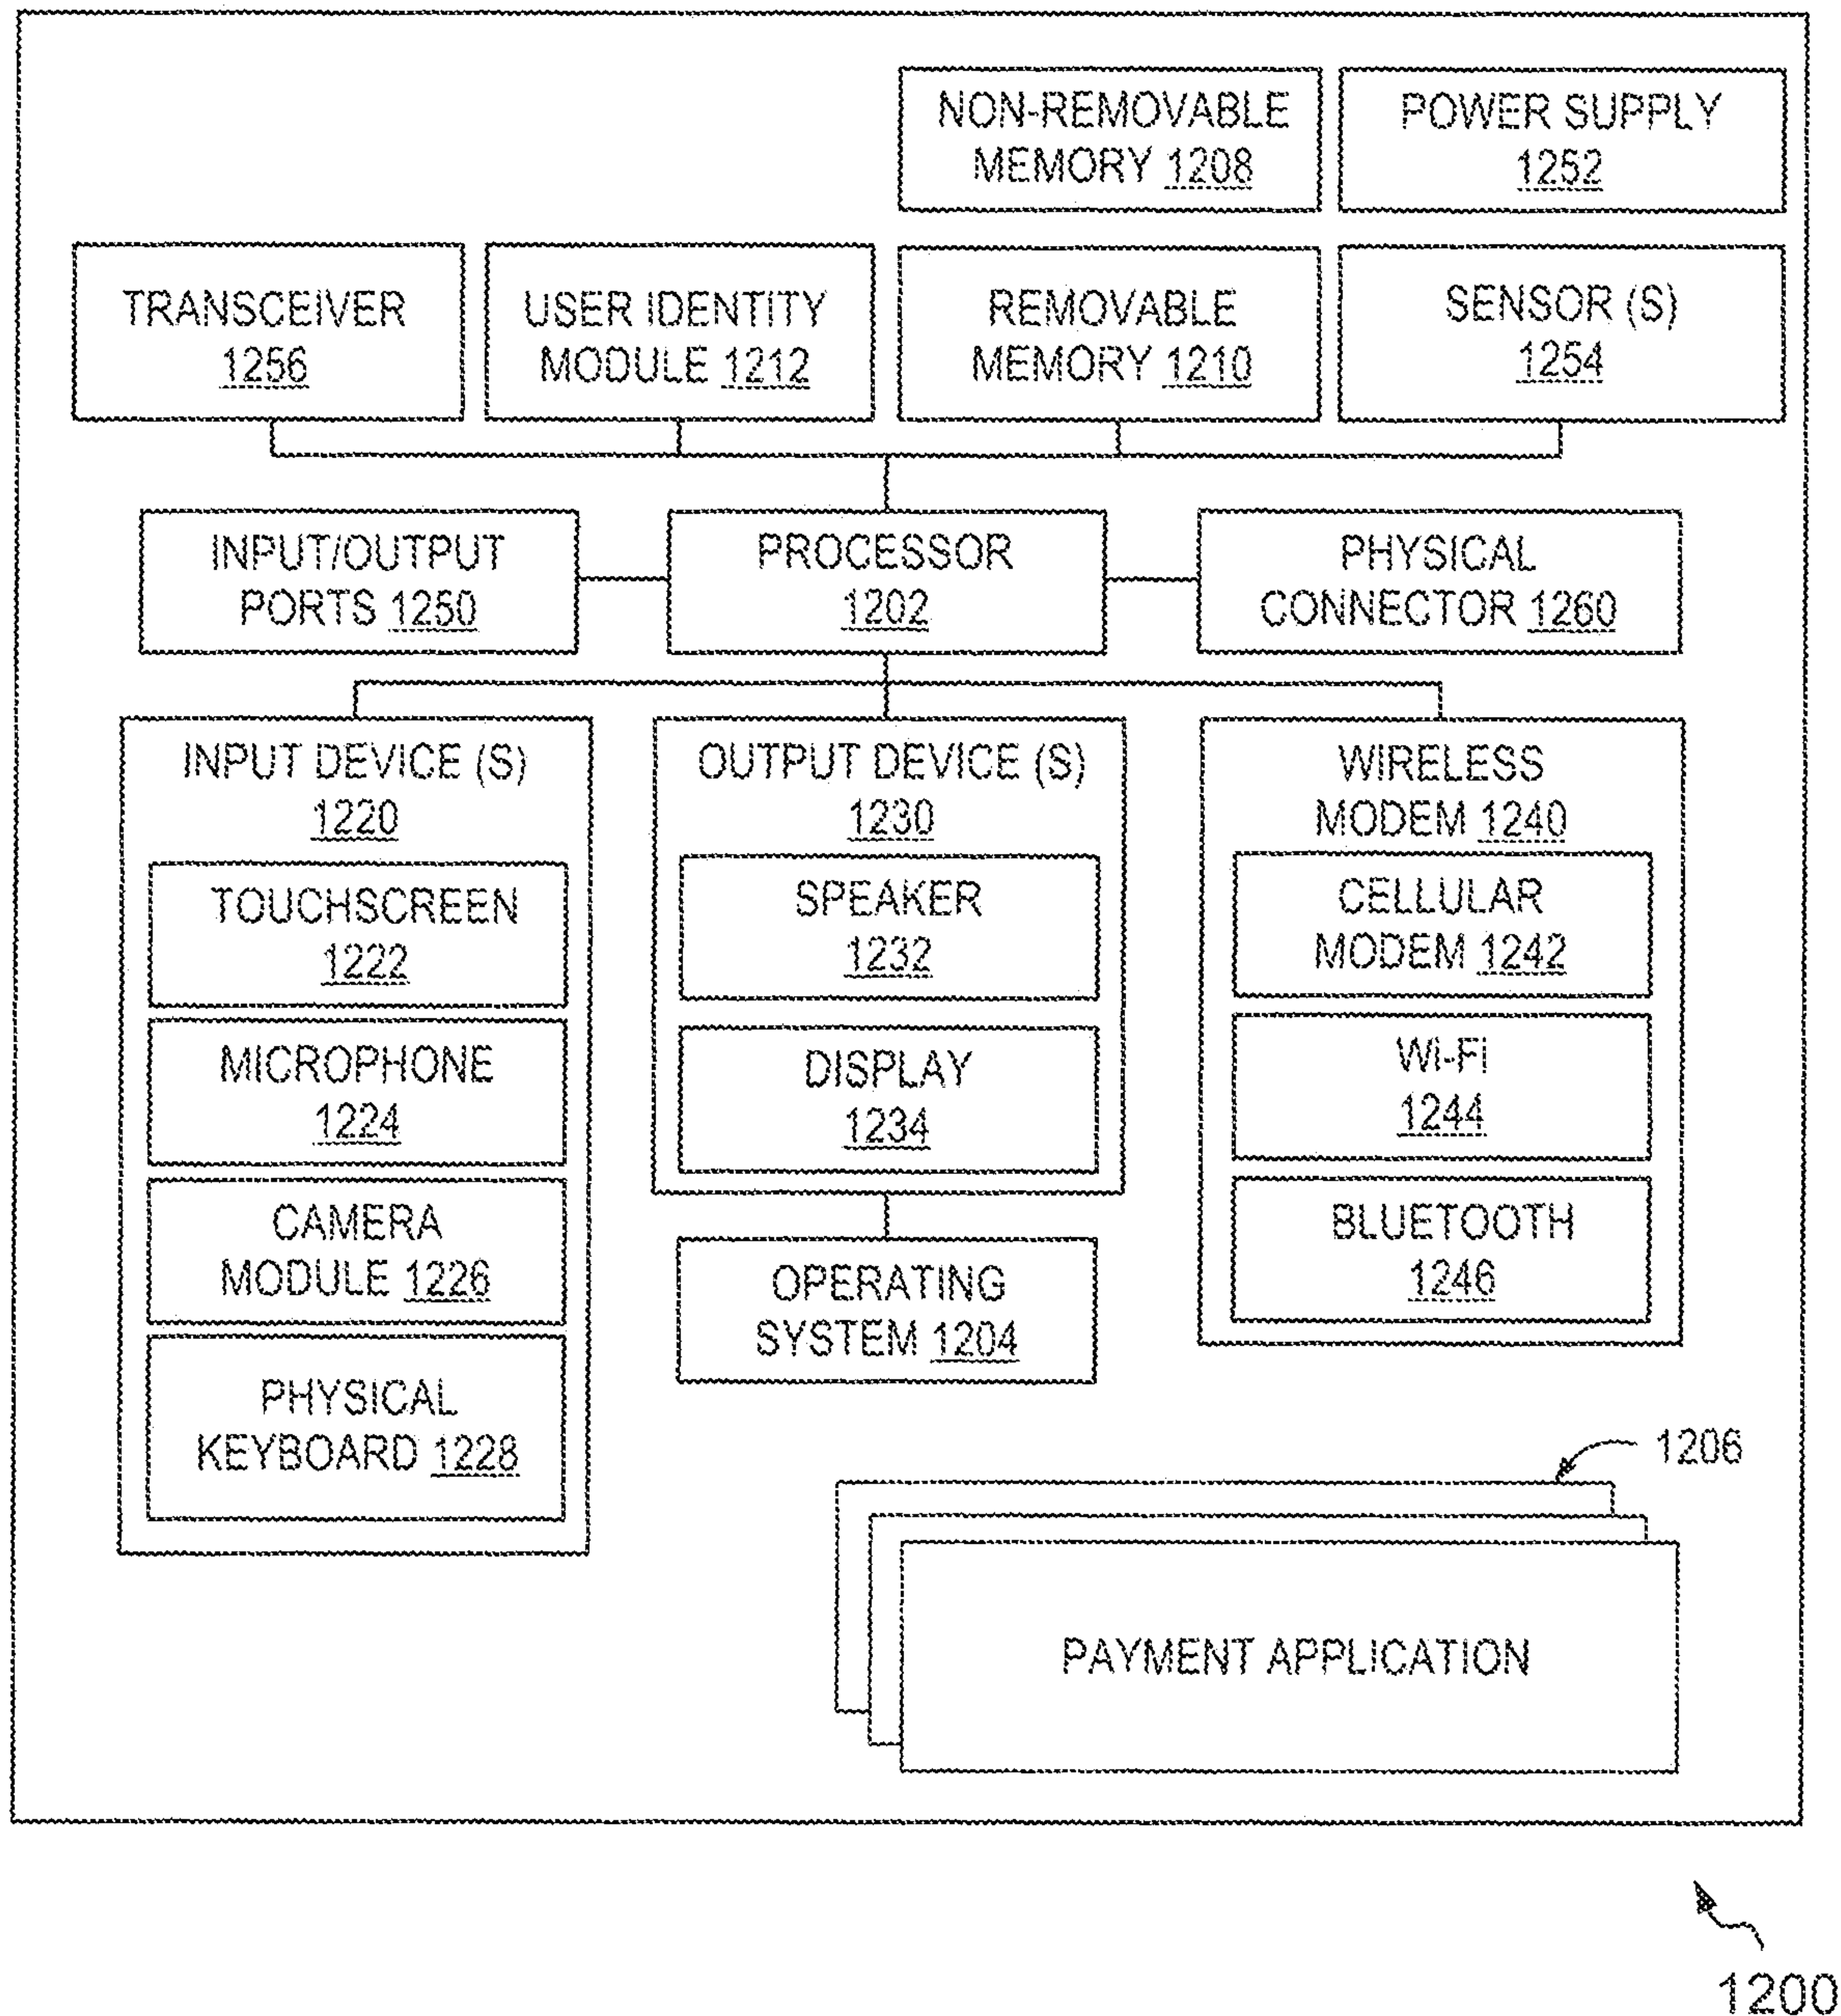 NON-REMOVABLE
MEMORY 1208
POWER SUPPLY
1252
TRANSCEIVER
1256
USER IDENTITY
MODULE 1212
REMOVABLE
MEMORY 1210
SENSOR (S)
1254
INPUT/OUTPUT
PORTS 1250
PROCESSOR
1202
PHYSICAL
CONNECTOR 1260
INPUT DEVICE (S)
1220
TOUCHSCREEN
1222
MICROPHONE
1224
CAMERA
MODULE 1226
PHYSICAL
KEYBOARD 1228
OUTPUT DEVICE (S)
1230
SPEAKER
1232
DISPLAY
1234
OPERATING
SYSTEM 1204
WIRELESS
MODEM 1240
CELLULAR
MODEM 1242
Wi-Fi
1244
BLUETOOTH
1246
1206
PAYMENT APPLICATION
1200